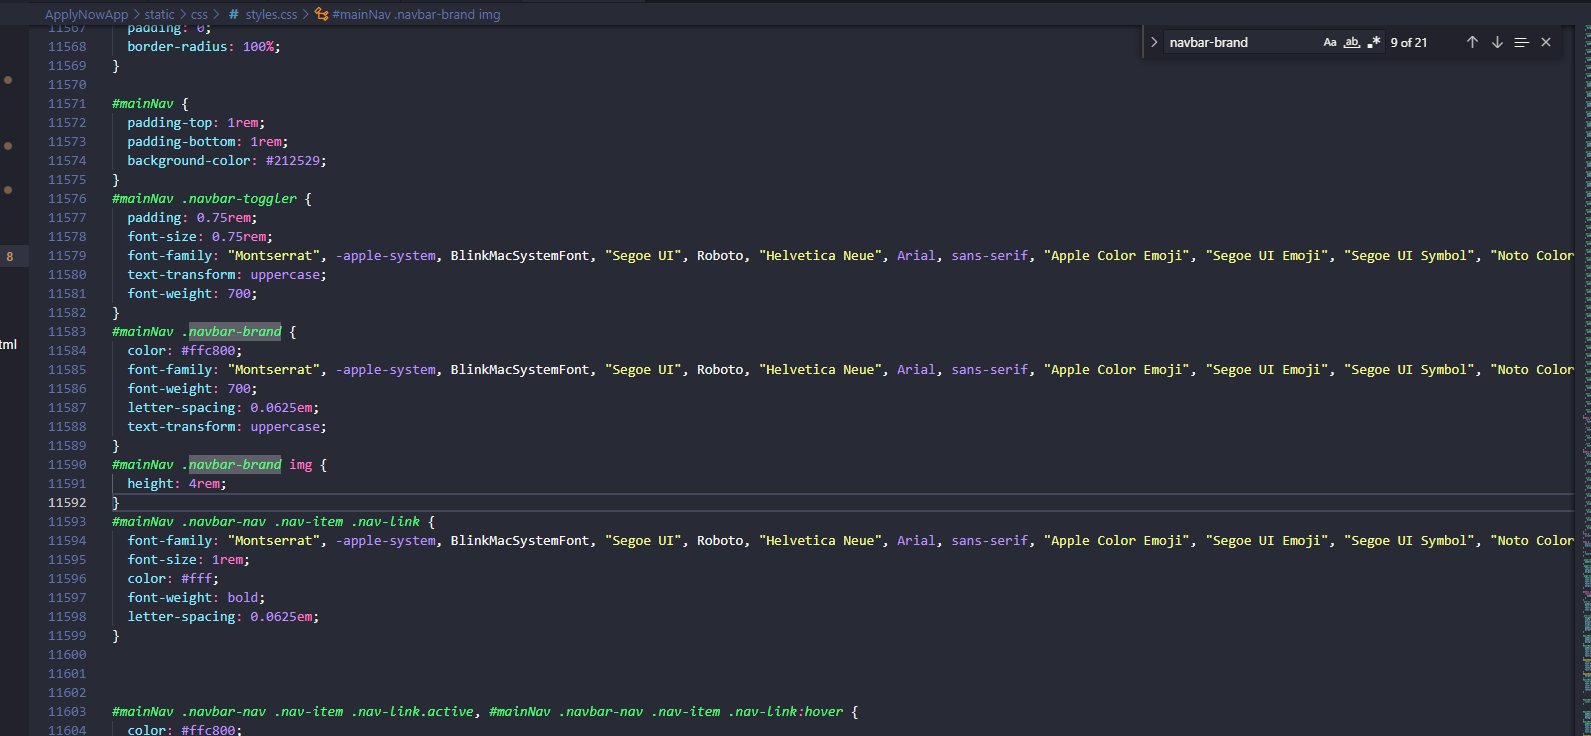 ApplyNowApp > static > css > # styles.css > #mainNav .navbar-brand img
navbar-brand Aa ab 9 of 21
11567 padding: 0;
11568 border-radius: 100%;
11569 }
11570
11571 #mainNav {
11572 padding-top: 1rem;
11573 padding-bottom: 1rem;
11574 background-color: #212529;
11575 }
11576 #mainNav .navbar-toggler {
11577 padding: 0.75rem;
11578 font-size: 0.75rem;
8
11579 font-family: "Montserrat", -apple-system, BlinkMacSystemFont, "Segoe UI", Roboto, "Helvetica Neue", Arial, sans-serif, "Apple Color Emoji", "Segoe UI Emoji", "Segoe UI Symbol", "Noto Color
11580 text-transform: uppercase;
11581 font-weight: 700;
11582 }
11583 #mainNav .navbar-brand {
tml
11584 color: #ffc800;
11585 font-family: "Montserrat", -apple-system, BlinkMacSystemFont, "Segoe UI", Roboto, "Helvetica Neue", Arial, sans-serif, "Apple Color Emoji", "Segoe UI Emoji", "Segoe UI Symbol", "Noto Color
11586 font-weight: 700;
11587 letter-spacing: 0.0625em;
11588 text-transform: uppercase;
11589 }
11590 #mainNav .navbar-brand img {
11591 height: 4rem;
11592 }
11593 #mainNav .navbar-nav .nav-item .nav-link {
11594 font-family: "Montserrat", -apple-system, BlinkMacSystemFont, "Segoe UI", Roboto, "Helvetica Neue", Arial, sans-serif, "Apple Color Emoji", "Segoe UI Emoji", "Segoe UI Symbol", "Noto Color
11595 font-size: 1rem;
11596 color: #fff;
11597 font-weight: bold;
11598 letter-spacing: 0.0625em;
11599 }
11600
11601
11602
11603 #mainNav .navbar-nav .nav-item .nav-link.active, #mainNav .navbar-nav .nav-item .nav-link:hover {
11604 color: #ffc800;